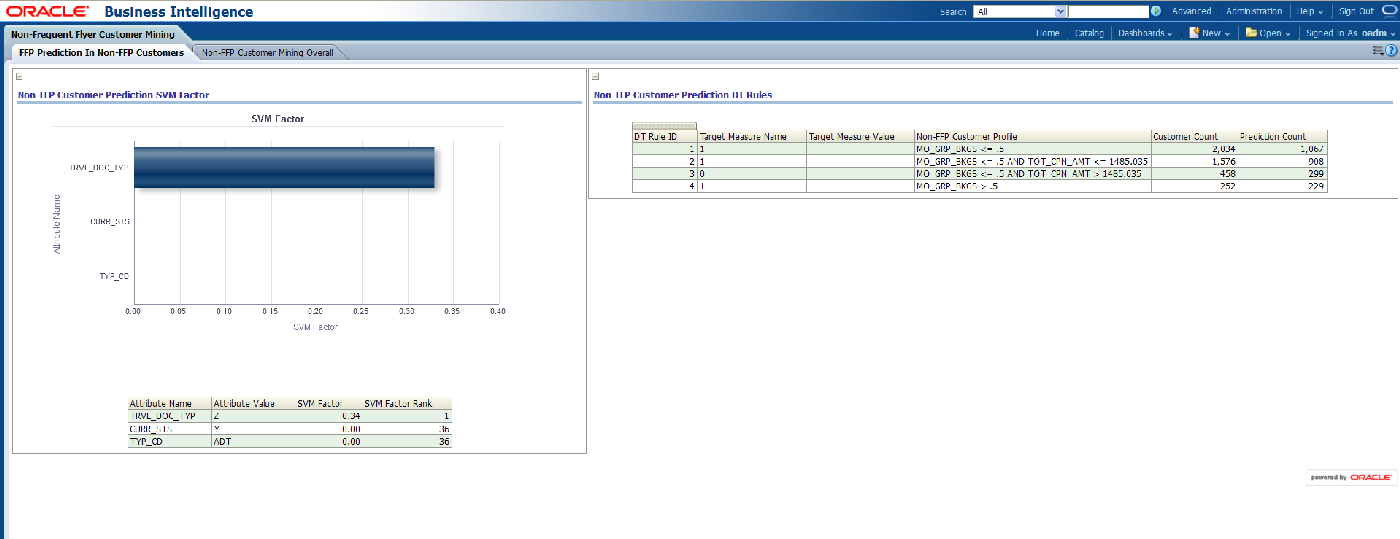 ORACLE Business Intelligence
Search All Advanced Administration Help Sign Out
Non-Frequent Flyer Customer Mining
Home Catalog Dashboards New Open Signed In As oadm
FFP Prediction In Non-FFP Customers Non-FFP Customer Mining Overall
Non-FFP Customer Prediction SVM Factor
SVM Factor
Attribute Name
TRVL_DOC_TYP
CURR_STS
TYP_CD
0.00 0.05 0.10 0.15 0.20 0.25 0.30 0.35 0.40
SVM Factor
Attribute Name Attribute Value SVM Factor SVM Factor Rank
TRVL_DOC_TYP Z 0.34 1
CURR_STS Y 0.00 36
TYP_CD ADT 0.00 36
Non-FFP Customer Prediction DT Rules
DT Rule ID Target Measure Name Target Measure Value Non-FFP Customer Profile Customer Count Prediction Count
1 1 MO_GRP_BKGS <= .5 2,034 1,067
2 1 MO_GRP_BKGS <= .5 AND TOT_CPN_AMT <= 1485.035 1,576 908
3 0 MO_GRP_BKGS <= .5 AND TOT_CPN_AMT > 1485.035 458 299
4 1 MO_GRP_BKGS > .5 252 229
powered by ORACLE